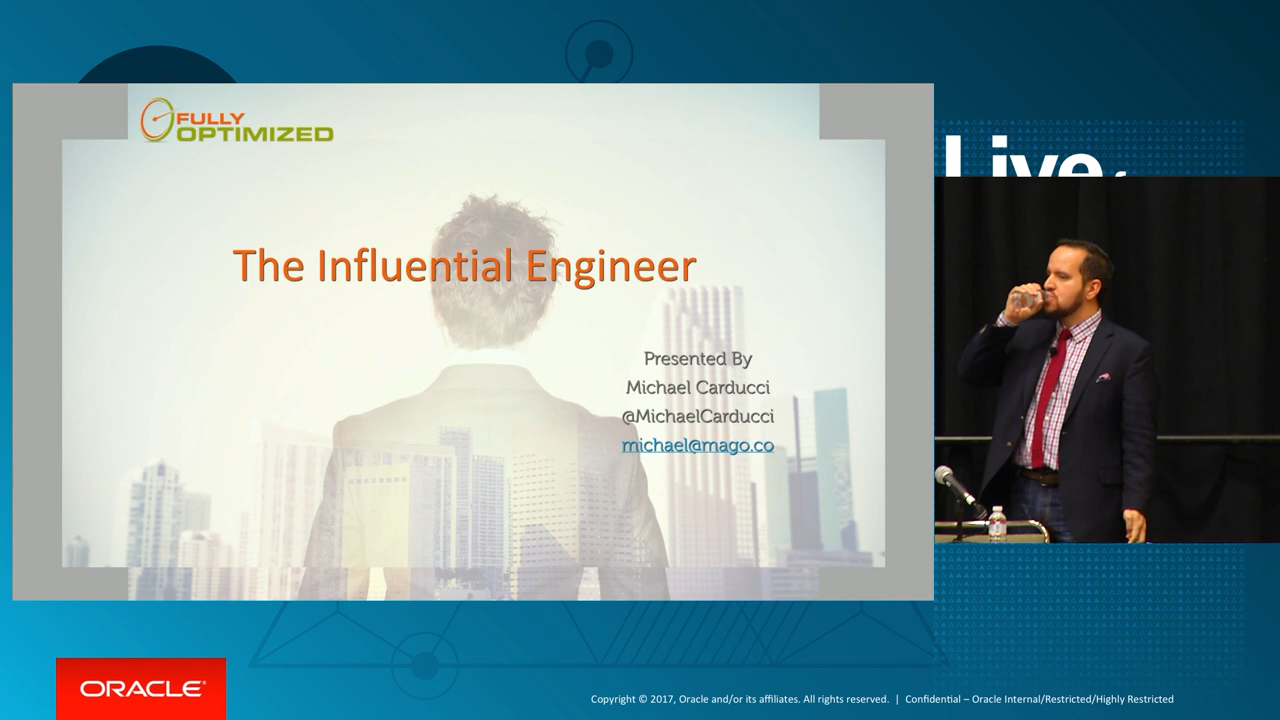 FULLY
OPTIMIZED
The Influential Engineer
Presented By
Michael Carducci
@MichaelCarducci
michael@mago.co
Live
ORACLE®
Copyright © 2017, Oracle and/or its affiliates. All rights reserved. | Confidential – Oracle Internal/Restricted/Highly Restricted